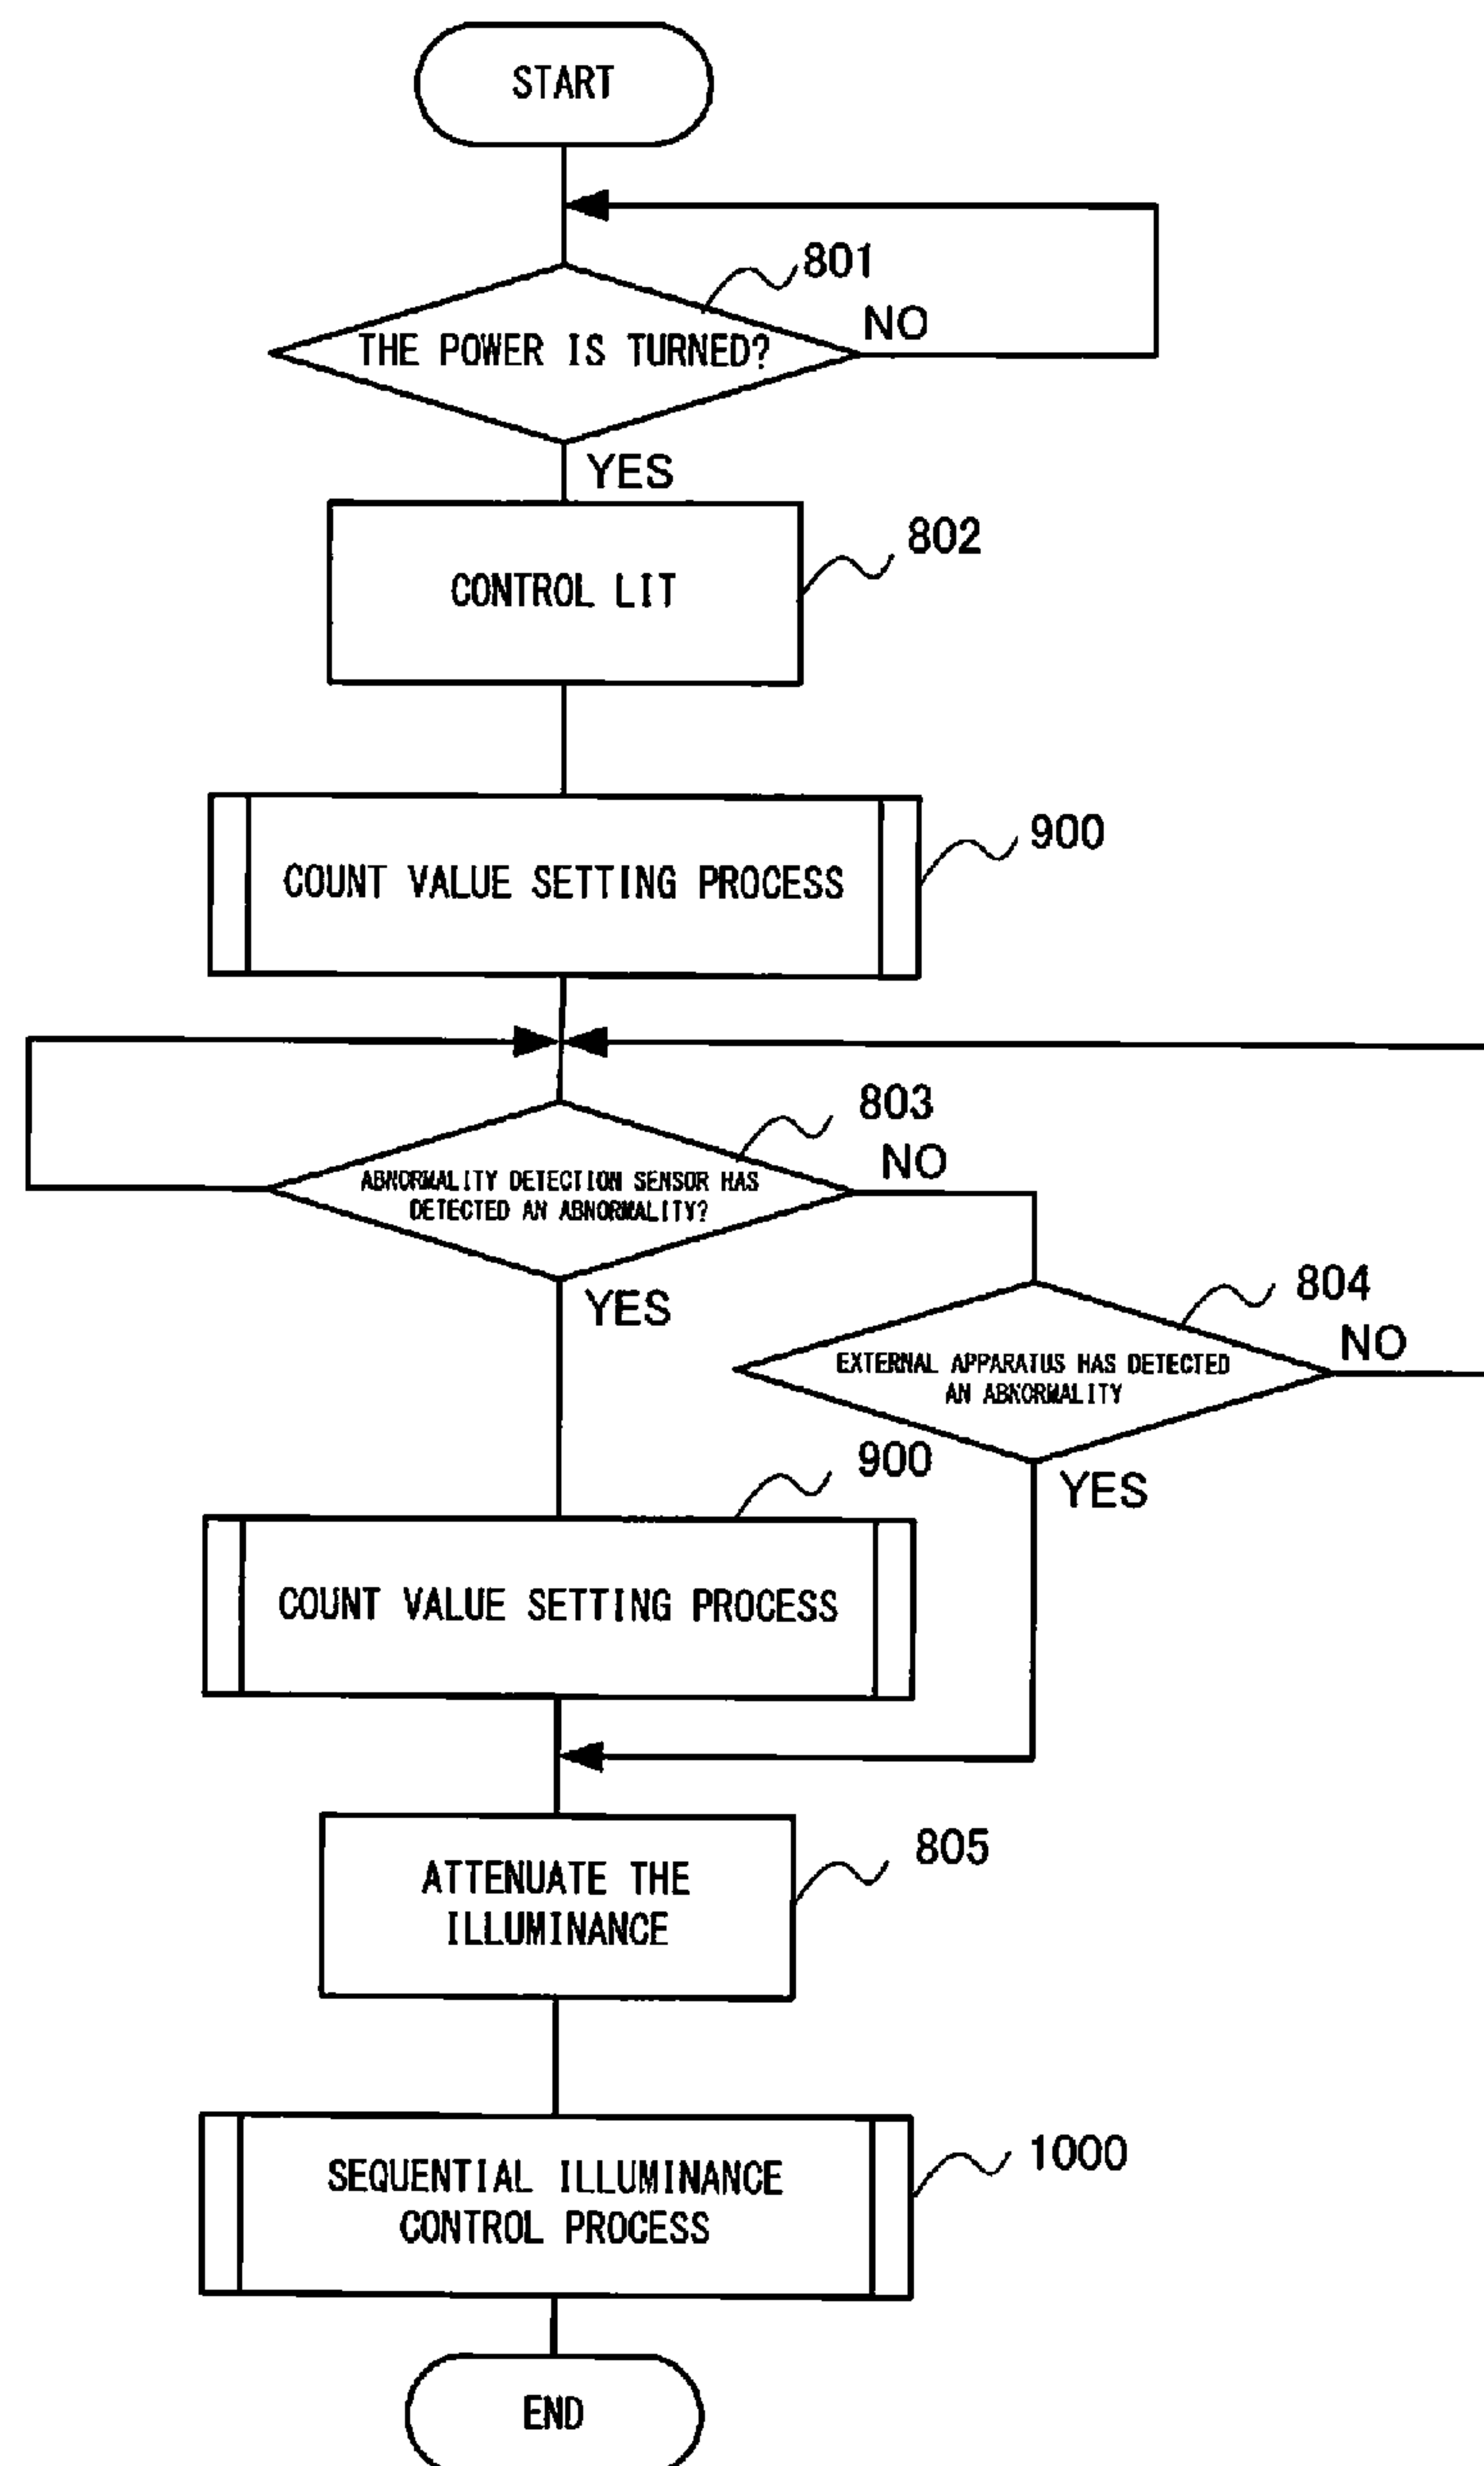 START
801
NO
THE POWER IS TURNED?
YES
802
CONTROL LIT
900
COUNT VALUE SETTING PROCESS
803
NO
ABNORMALITY DETECTION SENSOR HAS
DETECTED AN ABNORMALITY?
YES
804
NO
EXTERNAL APPARATUS HAS DETECTED
AN ABNORMALITY
YES
900
COUNT VALUE SETTING PROCESS
805
ATTENUATE THE
ILLUMINANCE
1000
SEQUENTIAL ILLUMINANCE
CONTROL PROCESS
END